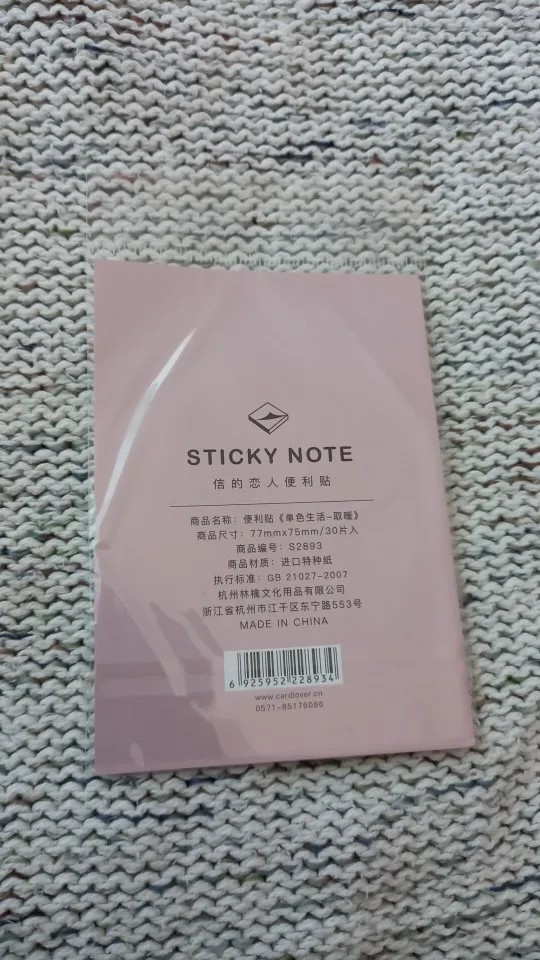 STICKY NOTE
信的恋人便利贴
商品名称：便利贴《单色生活~取暖》
商品尺寸：77mmx75mm/30片入
商品编号：S2893
商品材质：进口特种纸
执行标准：GB 21027-2007
杭州林檎文化用品有限公司
浙江省杭州市江干区东宁路553号
MADE IN CHINA
6 925952 228934
www.cardlover.cn
0571-85176086